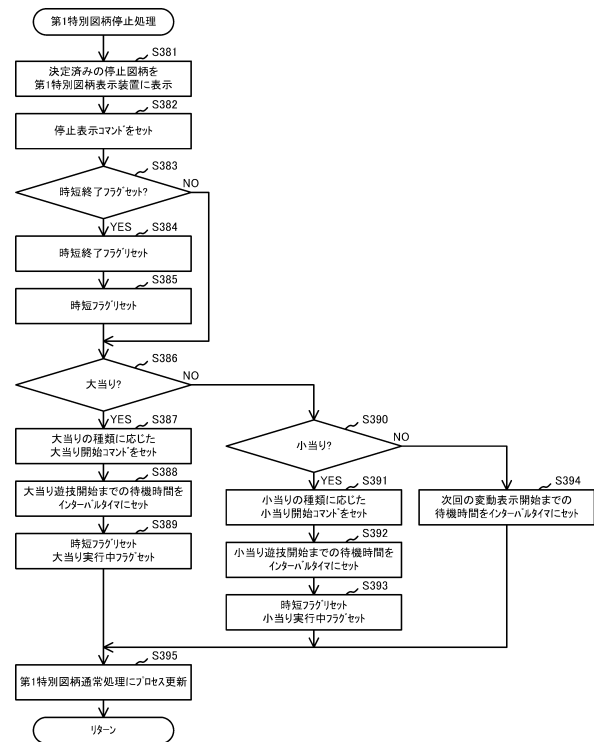 第1特別図柄停止処理
S381
決定済みの停止図柄を
第1特別図柄表示装置に表示
S382
停止表示コマンドをセット
S383
時短終了フラグセット?
NO
YES
S384
時短終了フラグリセット
S385
時短フラグリセット
S386
大当り?
NO
YES
S387
大当りの種類に応じた
大当り開始コマンドをセット
S388
大当り遊技開始までの待機時間を
インターバルタイマにセット
S389
時短フラグリセット
大当り実行中フラグセット
S390
小当り?
NO
YES
S391
小当りの種類に応じた
小当り開始コマンドをセット
S392
小当り遊技開始までの待機時間を
インターバルタイマにセット
S393
時短フラグリセット
小当り実行中フラグセット
S394
次回の変動表示開始までの
待機時間をインターバルタイマにセット
S395
第1特別図柄通常処理にプロセス更新
リターン